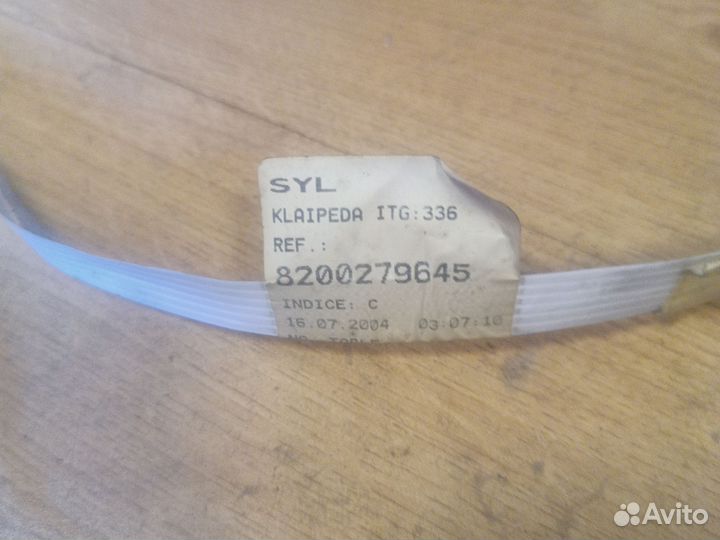 SYL
KLAIPEDA ITG:336
REF.:
8200279645
INDICE: C
16.07.2004 03:07:10
Avito